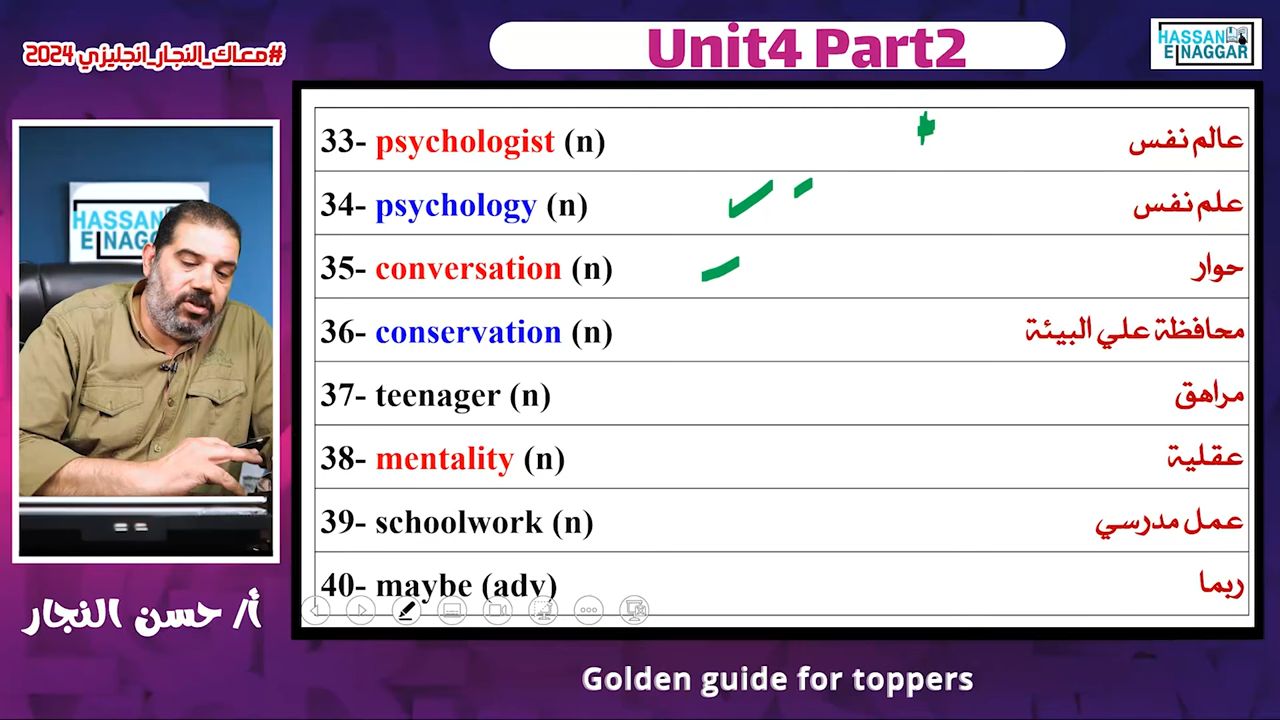 #معاك_النجار_انجليزي 2024
Unit4 Part2
HASSAN
ELNAGGAR
33- psychologist (n) عالم نفس
34- psychology (n) علم نفس
35- conversation (n) حوار
36- conservation (n) محافظة علي البيئة
37- teenager (n) مراهق
38- mentality (n) عقلية
39- schoolwork (n) عمل مدرسي
40- maybe (adv) ربما
HASSAN
ELNAGG
أ/ حسن النجار
Golden guide for toppers